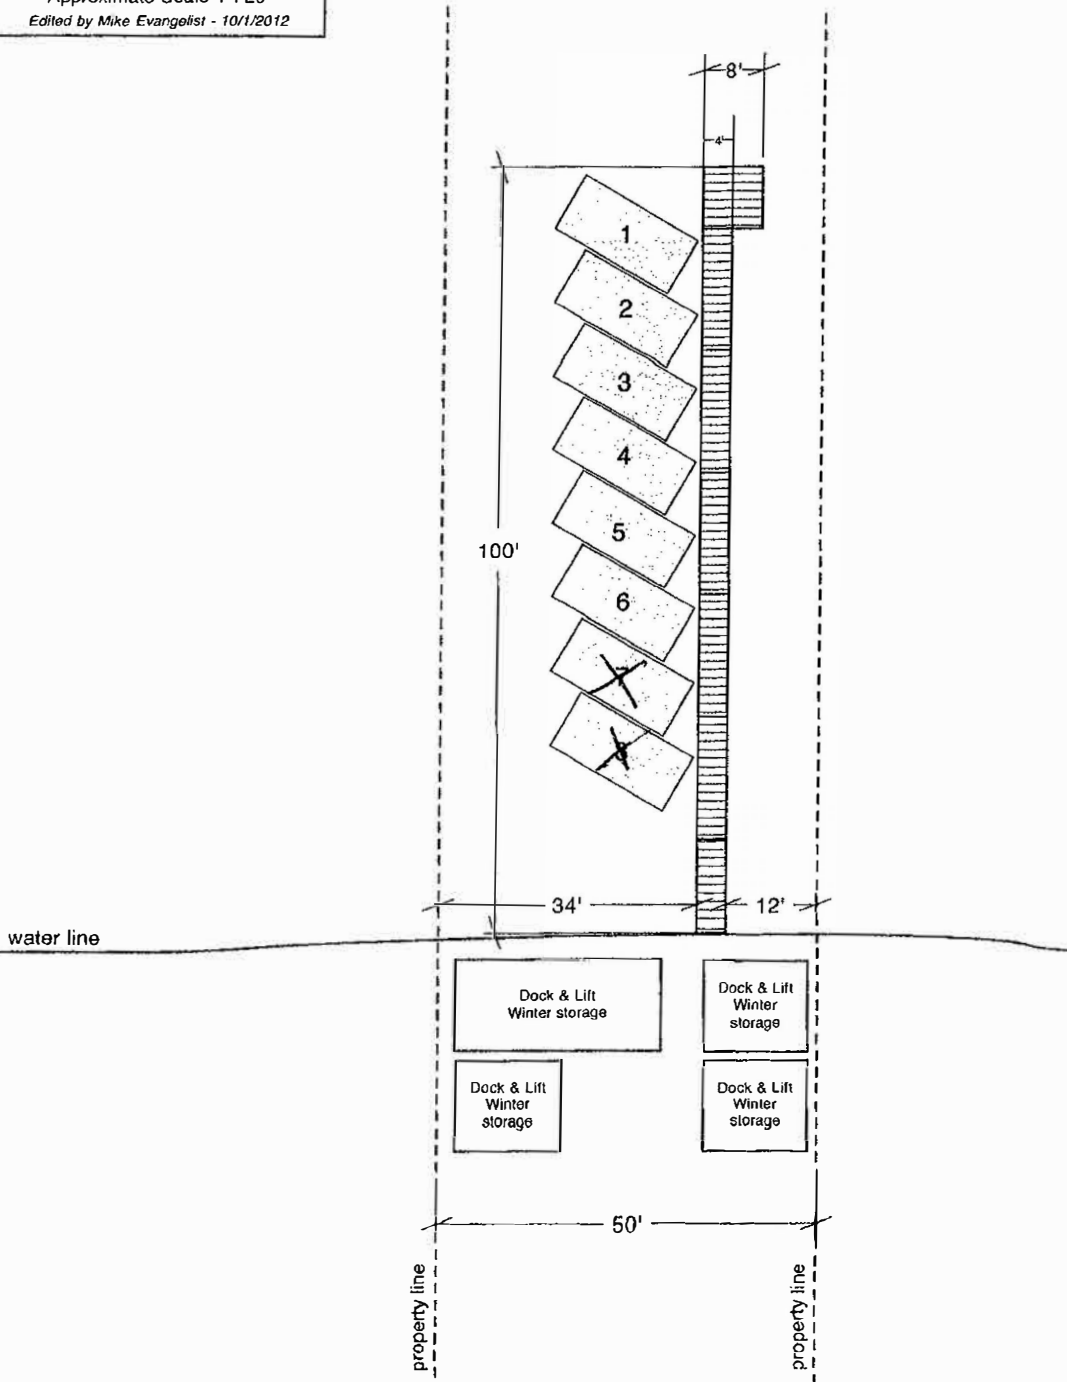 Edited by Mike Evangelist - 10/1/2012
8'
4'
1
2
3
4
5
100'
6
34'
12'
water line
Dock & Lift
Winter storage
Dock & Lift
Winter
storage
Dock & Lift
Winter
storage
Dock & Lift
Winter
storage
50'
property line
property line